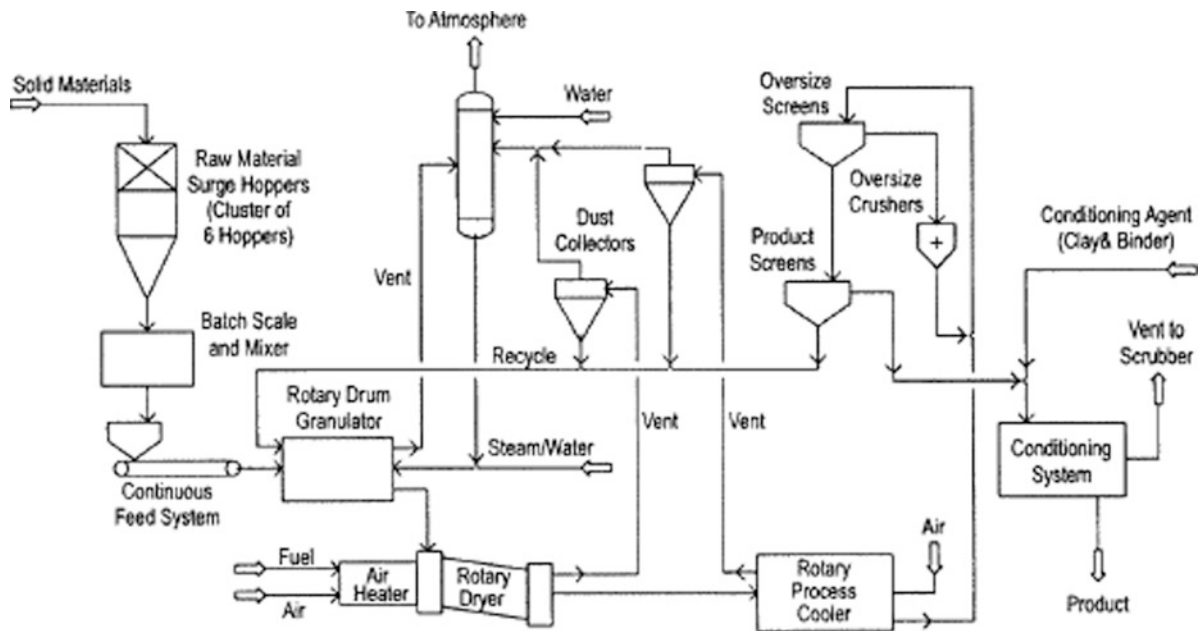 To Atmosphere
Solid Materials
Water
Oversize
Screens
Raw Material
Surge Hoppers
(Cluster of
6 Hoppers)
Oversize
Crushers
Conditioning Agent
(Clay& Binder)
Dust
Collectors
Product
Screens
Vent
Batch Scale
and Mixer
Vent to
Scrubber
Recycle
Rotary Drum
Granulator
Vent
Vent
Steam/Water
Conditioning
System
Continuous
Feed System
Air
Fuel
Air
Heater
Rotary
Dryer
Rotary
Process
Cooler
Air
Product